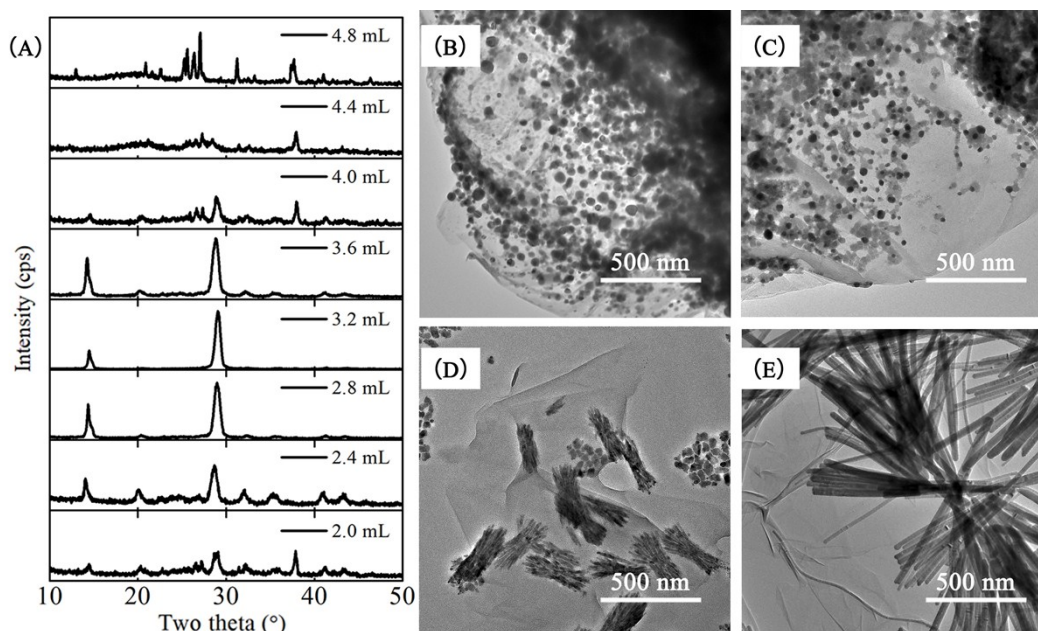 (A)
4.8 mL
4.4 mL
4.0 mL
3.6 mL
3.2 mL
2.8 mL
2.4 mL
2.0 mL
Intensity (cps)
10 20 30 40 50
Two theta (°)
(B)
500 nm
(C)
500 nm
(D)
500 nm
(E)
500 nm